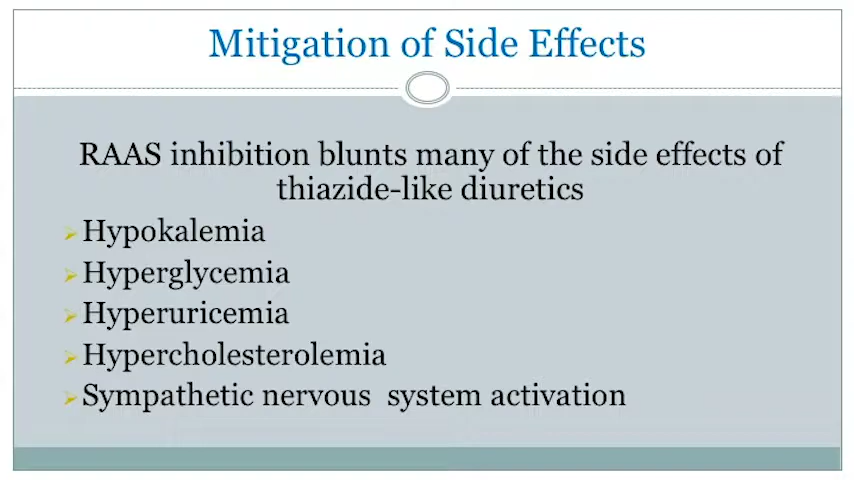 Mitigation of Side Effects
RAAS inhibition blunts many of the side effects of
thiazide-like diuretics
Hypokalemia
Hyperglycemia
Hyperuricemia
Hypercholesterolemia
Sympathetic nervous system activation